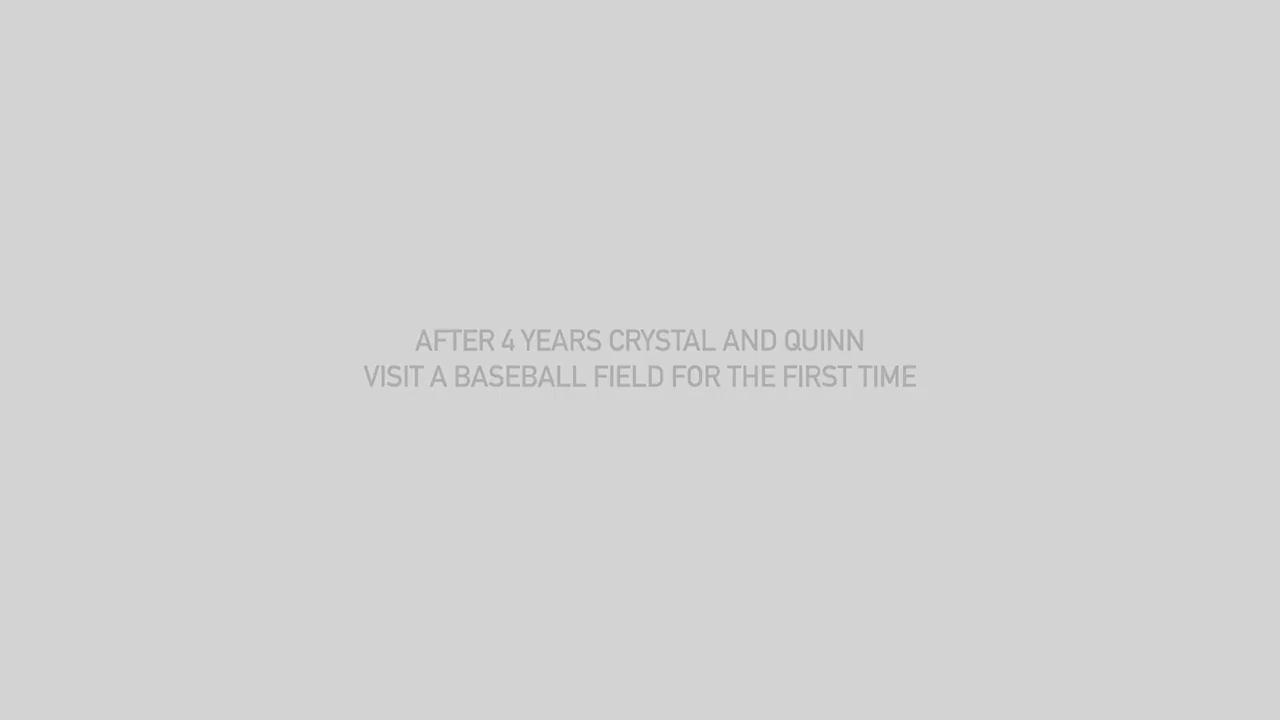 AFTER 4 YEARS CRYSTAL AND QUINN
VISIT A BASEBALL FIELD FOR THE FIRST TIME